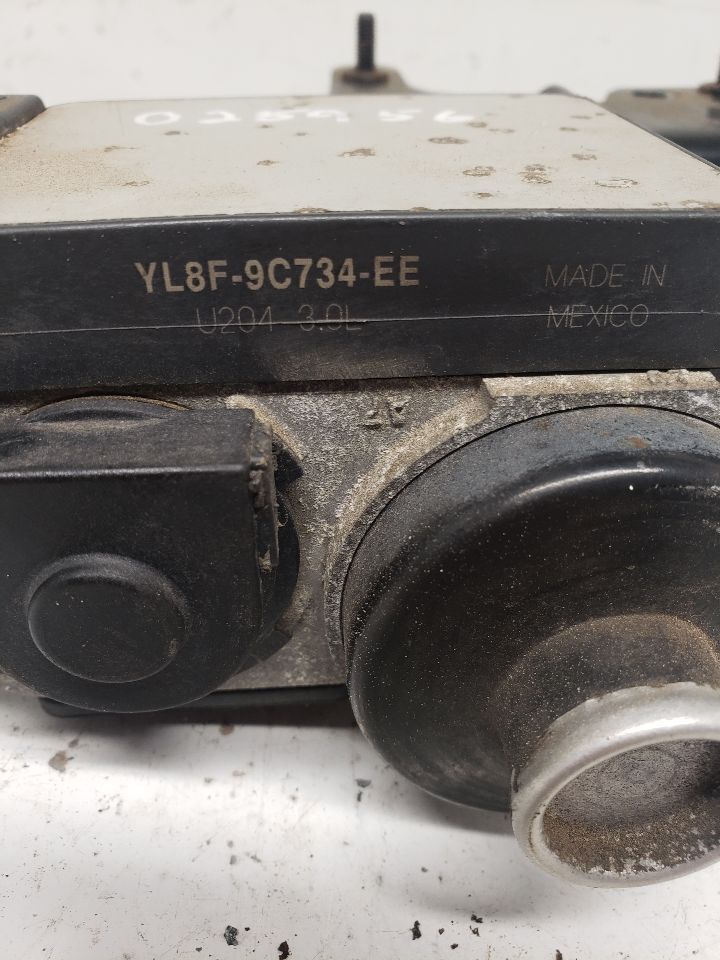 YL8F-9C734-EE
U204 3.0L
MADE IN
MEXICO